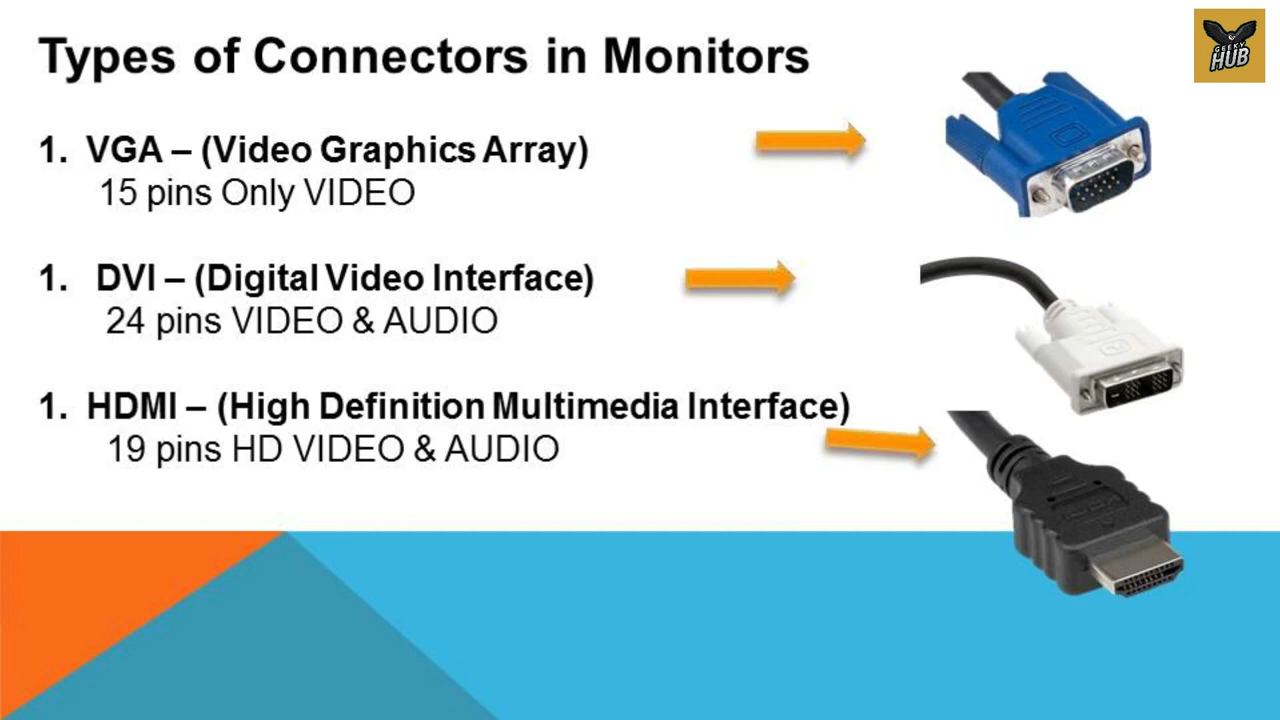 Types of Connectors in Monitors
GEEKY
HUB
1. VGA – (Video Graphics Array)
15 pins Only VIDEO
1. DVI – (Digital Video Interface)
24 pins VIDEO & AUDIO
1. HDMI – (High Definition Multimedia Interface)
19 pins HD VIDEO & AUDIO